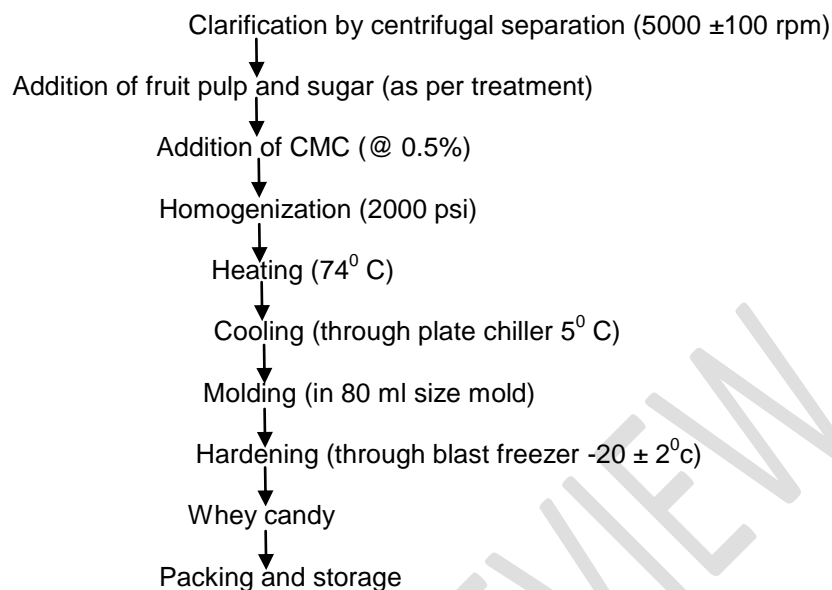 Clarification by centrifugal separation (5000 ±100 rpm)
Addition of fruit pulp and sugar (as per treatment)
Addition of CMC (@ 0.5%)
Homogenization (2000 psi)
Heating (74⁰ C)
Cooling (through plate chiller 5⁰ C)
Molding (in 80 ml size mold)
Hardening (through blast freezer -20 ± 2⁰c)
Whey candy
Packing and storage